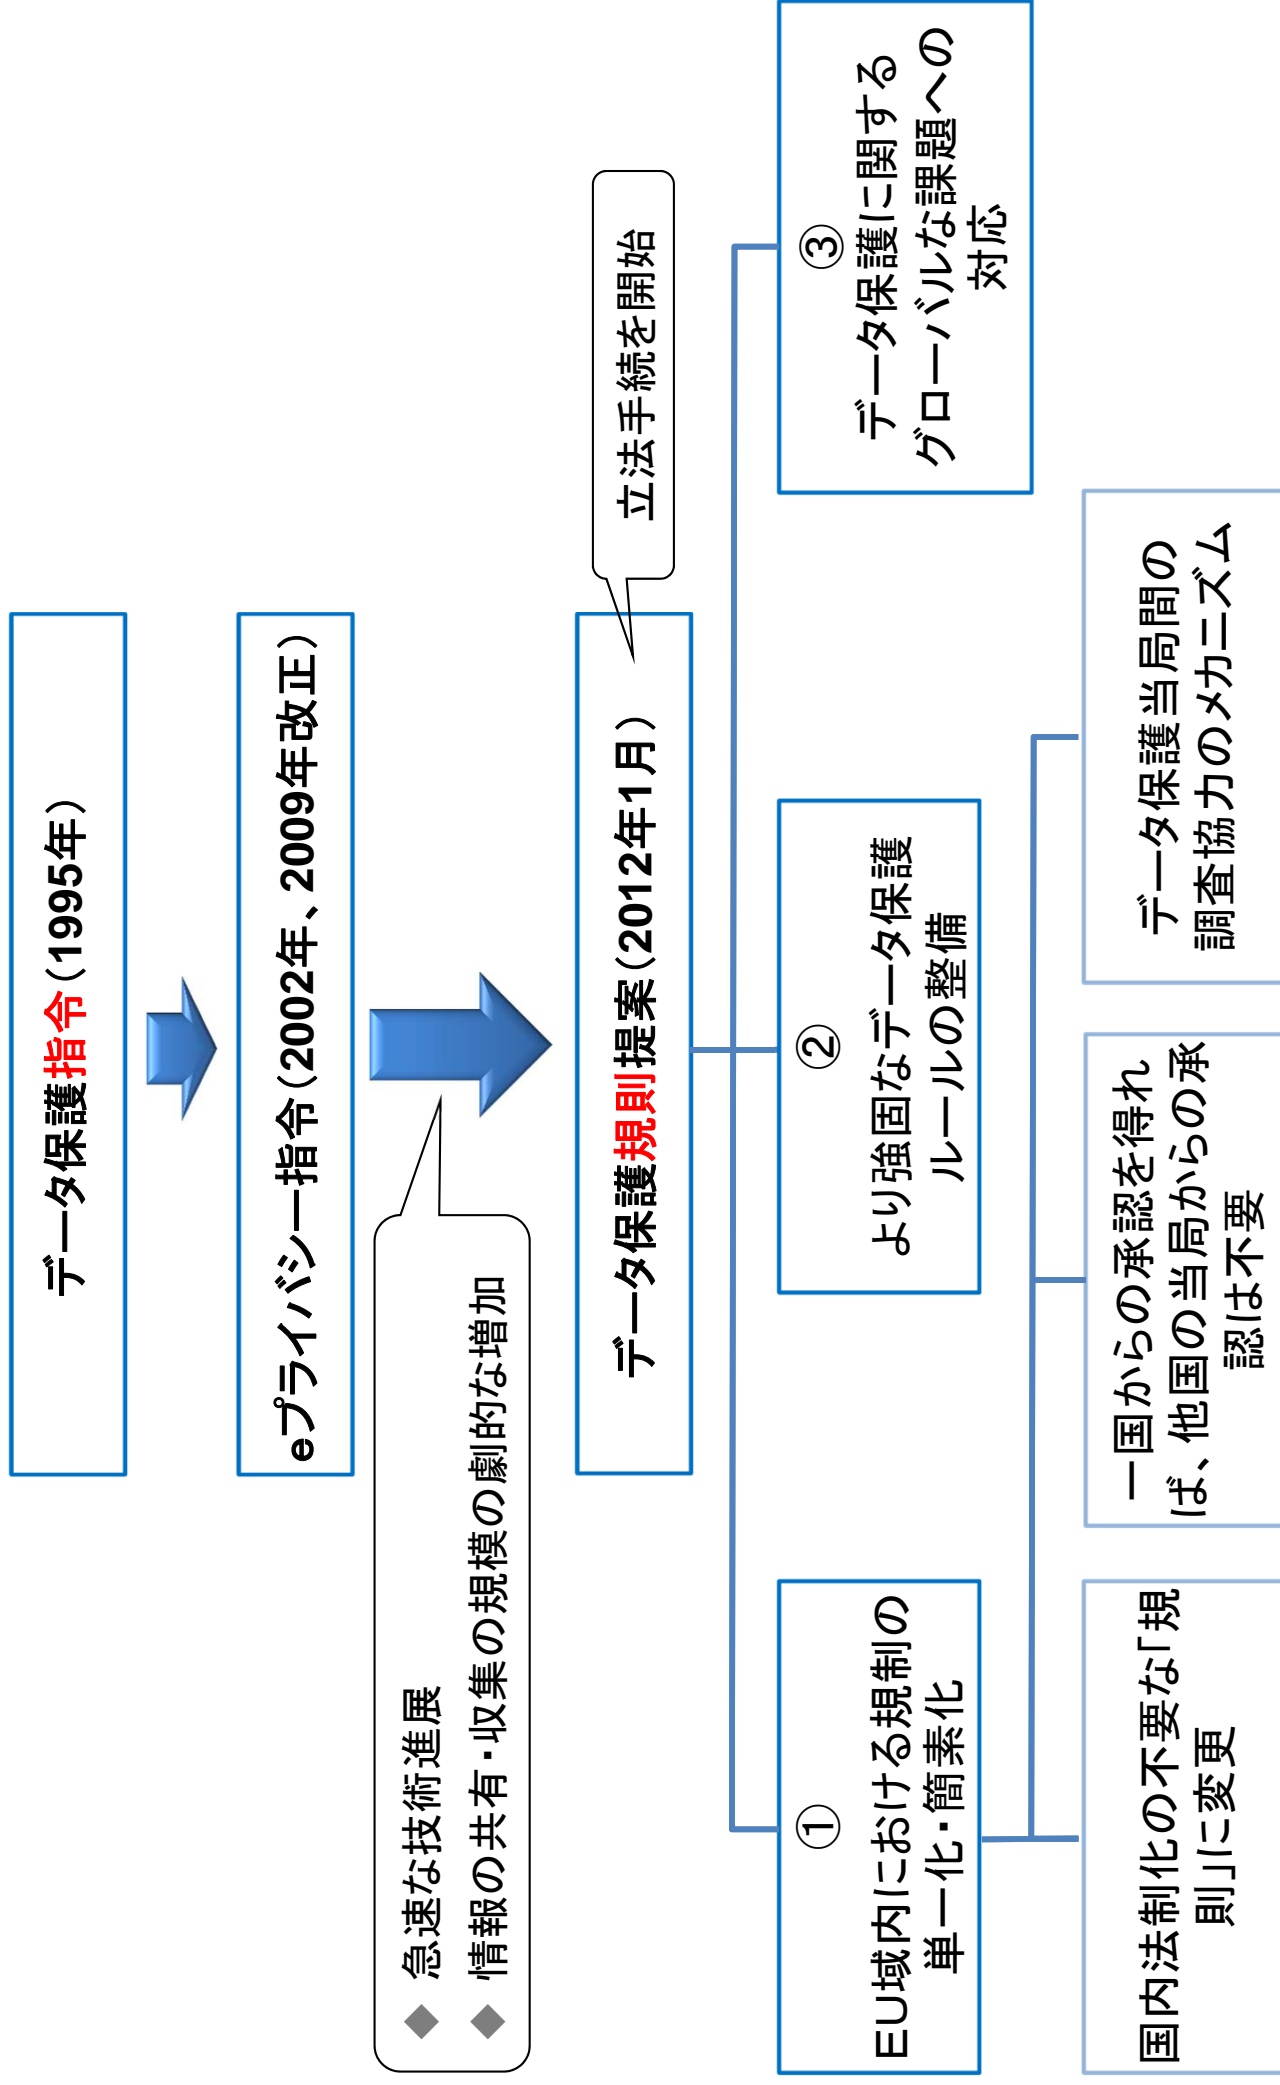 データ保護指令（1995年）
eプライバシー指令（2002年、2009年改正）
◆ 急速な技術進展
◆ 情報の共有・収集の規模の劇的な増加
データ保護規則提案（2012年1月）
立法手続を開始
①
EU域内における規制の
単一化・簡素化
②
より強固なデータ保護
ルールの整備
③
データ保護に関する
グローバルな課題への
対応
国内法制化の不要な「規
則」に変更
一国からの承認を得れ
ば、他国の当局からの承
認は不要
データ保護当局間の
調査協力のメカニズム